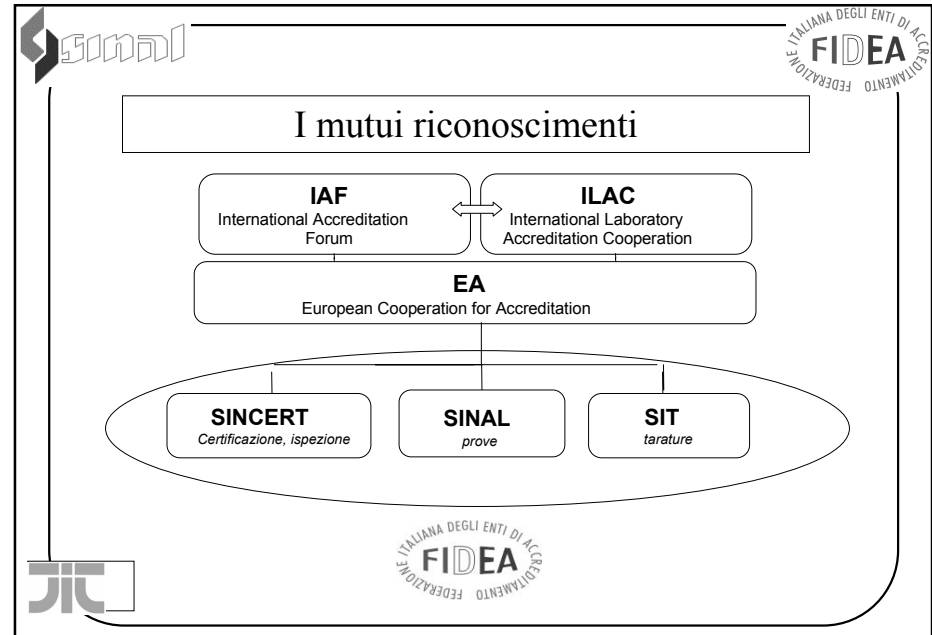 sinal
FEDERAZIONE ITALIANA DEGLI ENTI DI ACCREDITAMENTO
FIDEA
I mutui riconoscimenti
IAF
International Accreditation
Forum
ILAC
International Laboratory
Accreditation Cooperation
EA
European Cooperation for Accreditation
SINCERT
Certificazione, ispezione
SINAL
prove
SIT
tarature
FEDERAZIONE ITALIANA DEGLI ENTI DI ACCREDITAMENTO
FIDEA
SIT